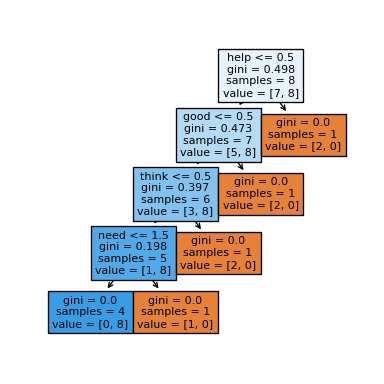 help <= 0.5
gini = 0.498
samples = 8
value = [7, 8]
good <= 0.5
gini = 0.473
samples = 7
value = [5, 8]
gini = 0.0
samples = 1
value = [2, 0]
think <= 0.5
gini = 0.397
samples = 6
value = [3, 8]
gini = 0.0
samples = 1
value = [2, 0]
need <= 1.5
gini = 0.198
samples = 5
value = [1, 8]
gini = 0.0
samples = 1
value = [2, 0]
gini = 0.0
samples = 4
value = [0, 8]
gini = 0.0
samples = 1
value = [1, 0]